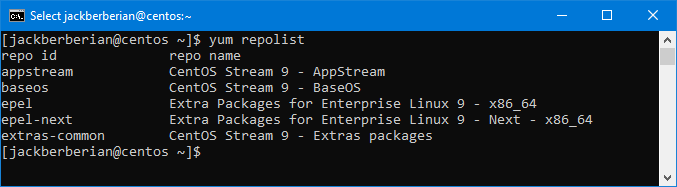 Select jackberberian@centos:~
[jackberberian@centos ~]$ yum repolist
repo id                repo name
appstream              CentOS Stream 9 - AppStream
baseos                 CentOS Stream 9 - BaseOS
epel                   Extra Packages for Enterprise Linux 9 - x86_64
epel-next              Extra Packages for Enterprise Linux 9 - Next - x86_64
extras-common          CentOS Stream 9 - Extras packages
[jackberberian@centos ~]$